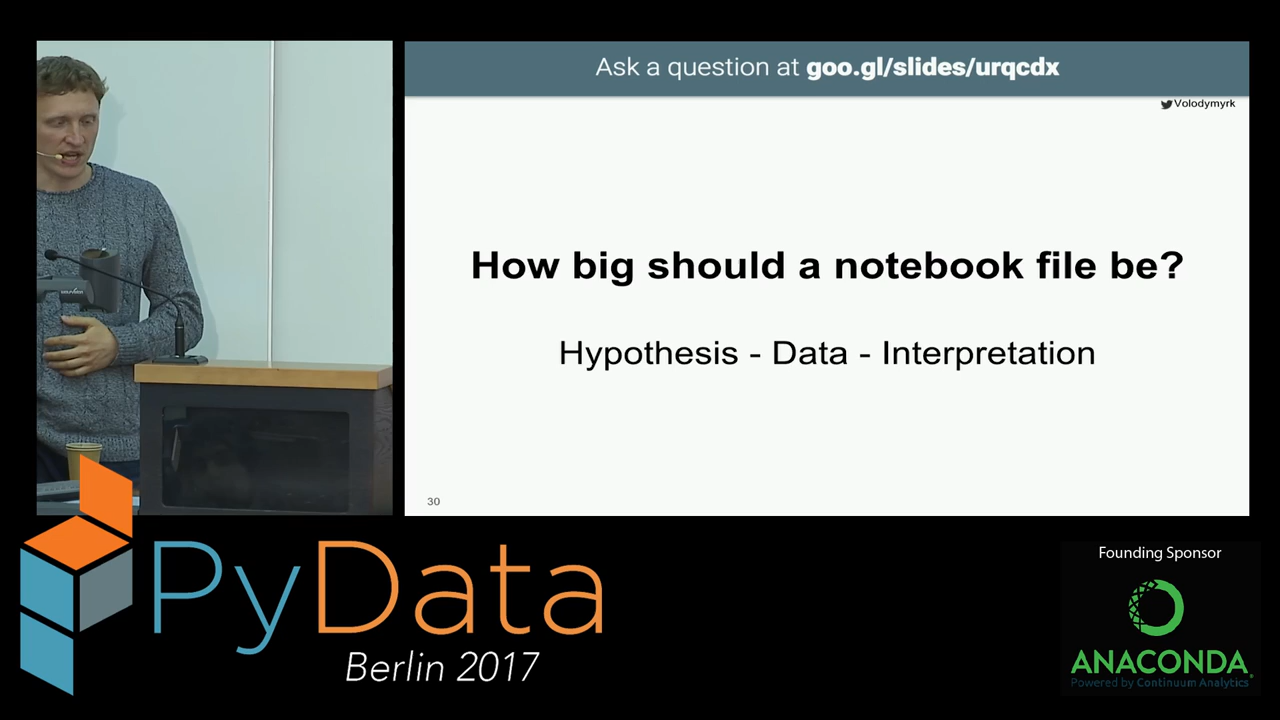 Ask a question at goo.gl/slides/urqcdx
Volodymyrk
How big should a notebook file be?
Hypothesis - Data - Interpretation
30
PyData
Berlin 2017
Founding Sponsor
ANACONDA
Powered by Continuum Analytics